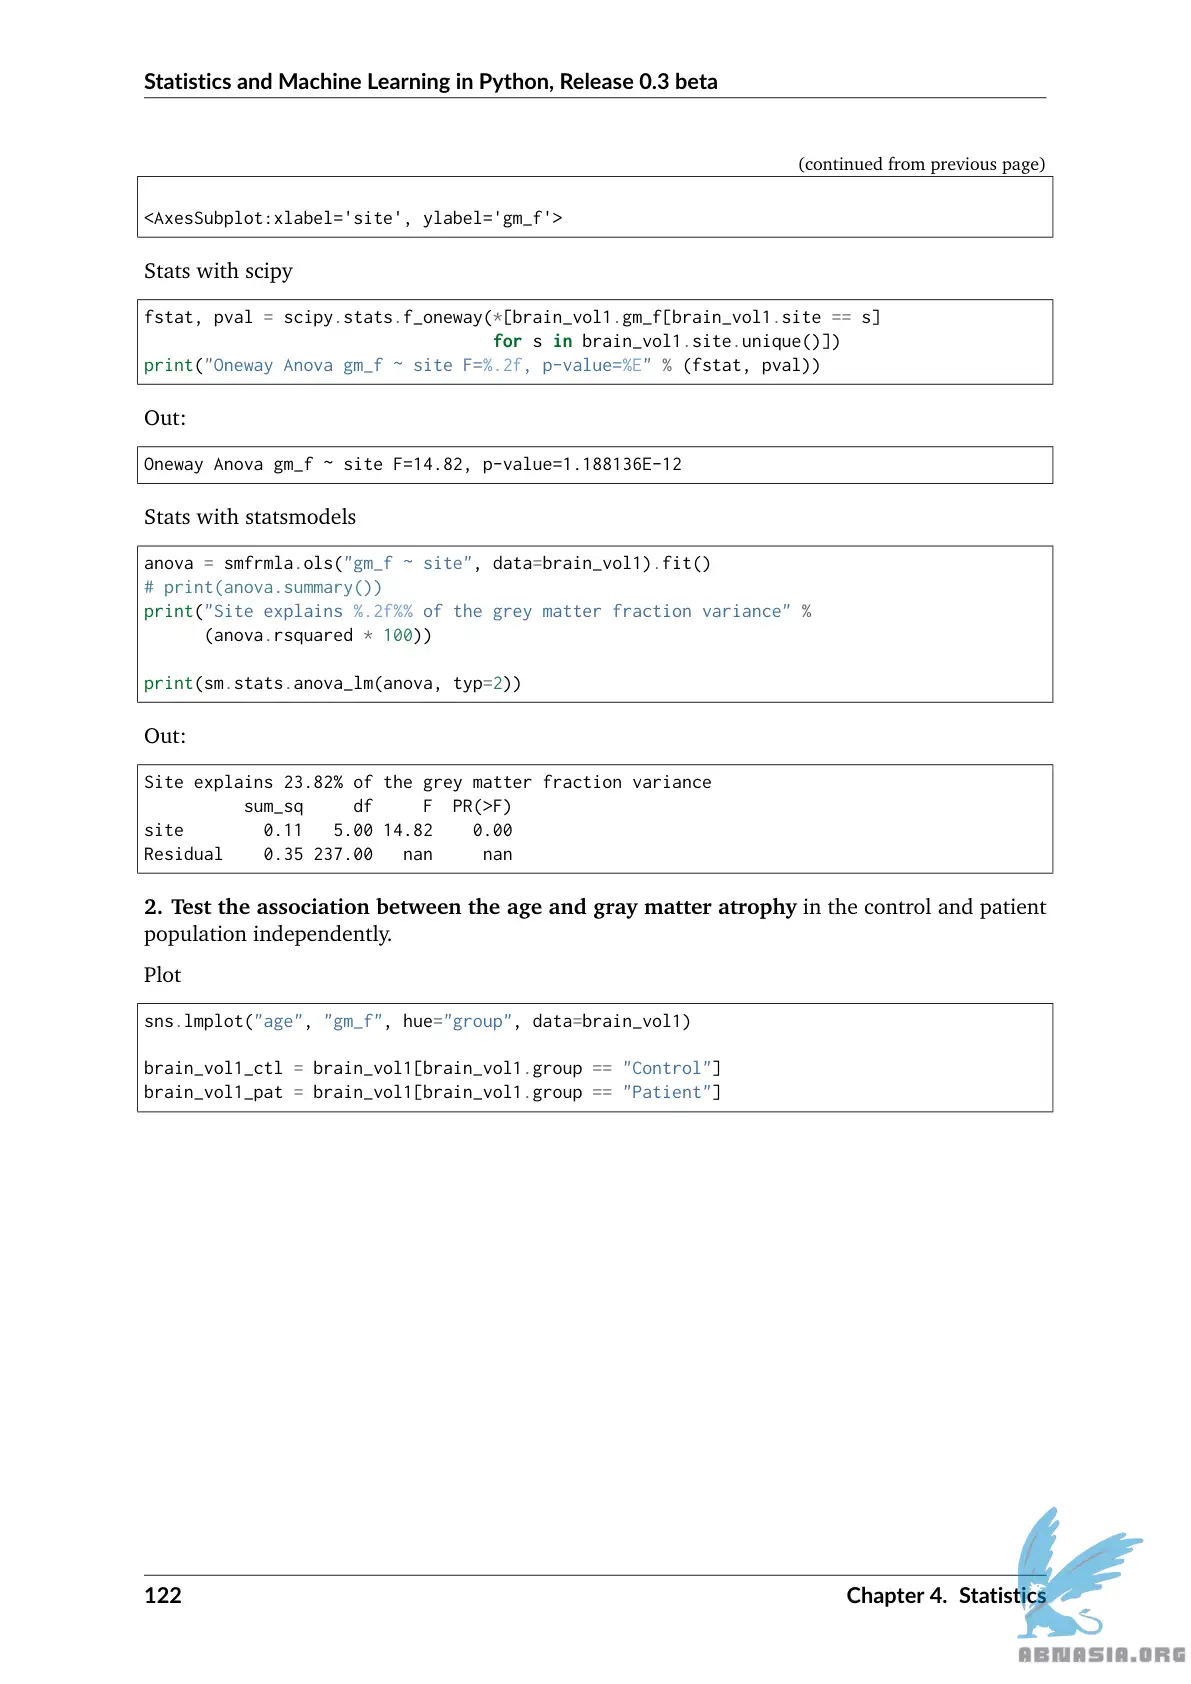 Statistics and Machine Learning in Python, Release 0.3 beta
(continued from previous page)
<AxesSubplot:xlabel='site', ylabel='gm_f'>
Stats with scipy
fstat, pval = scipy.stats.f_oneway(*[brain_vol1.gm_f[brain_vol1.site == s]
                                   for s in brain_vol1.site.unique()])
print("Oneway Anova gm_f ~ site F=%.2f, p-value=%E" % (fstat, pval))
Out:
Oneway Anova gm_f ~ site F=14.82, p-value=1.188136E-12
Stats with statsmodels
anova = smfrmla.ols("gm_f ~ site", data=brain_vol1).fit()
# print(anova.summary())
print("Site explains %.2f%% of the grey matter fraction variance" %
      (anova.rsquared * 100))
print(sm.stats.anova_lm(anova, typ=2))
Out:
Site explains 23.82% of the grey matter fraction variance
          sum_sq     df     F  PR(>F)
site        0.11   5.00 14.82    0.00
Residual    0.35 237.00   nan     nan
2. Test the association between the age and gray matter atrophy in the control and patient
population independently.
Plot
sns.lmplot("age", "gm_f", hue="group", data=brain_vol1)
brain_vol1_ctl = brain_vol1[brain_vol1.group == "Control"]
brain_vol1_pat = brain_vol1[brain_vol1.group == "Patient"]
122
Chapter 4. Statistics
ABNASIA.ORG